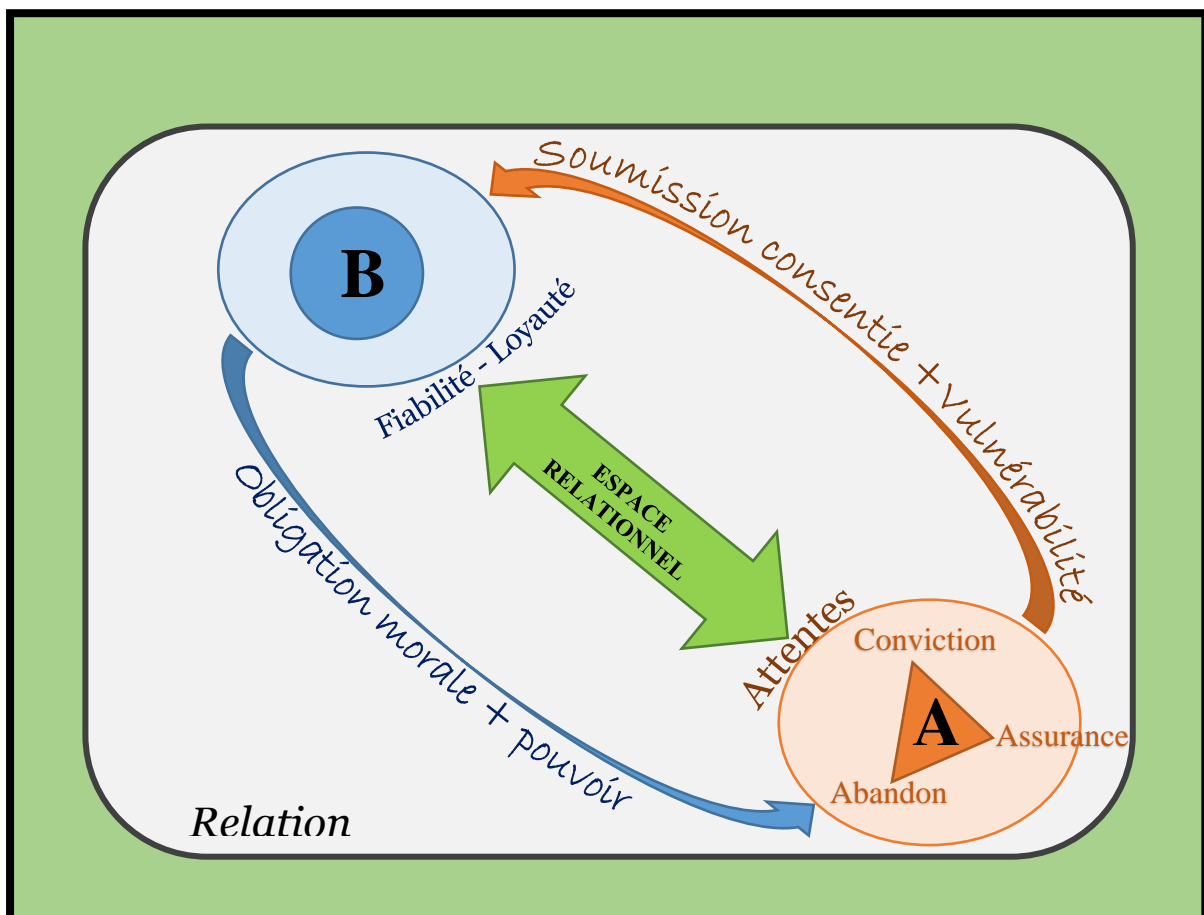 Soumission consentie + vulnérabilité
B
Fiabilité - Loyauté
ESPACE
RELATIONNEL
Obligation morale + pouvoir
Attentes
Conviction
A
Assurance
Abandon
Relation